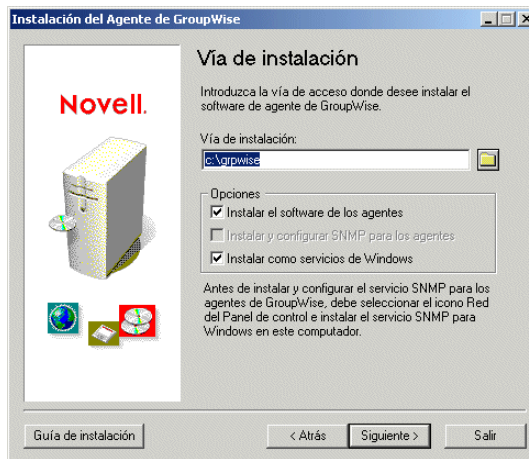 Instalación del Agente de GroupWise
Vía de instalación
Novell.
Introduzca la vía de acceso donde desee instalar el
software de agente de GroupWise.
Vía de instalación:
c:\grpwise
Opciones
Instalar el software de los agentes
Instalar y configurar SNMP para los agentes
Instalar como servicios de Windows
Antes de instalar y configurar el servicio SNMP para los
agentes de GroupWise, debe seleccionar el icono Red
del Panel de control e instalar el servicio SNMP para
Windows en este computador.
Guía de instalación
< Atrás
Siguiente >
Salir